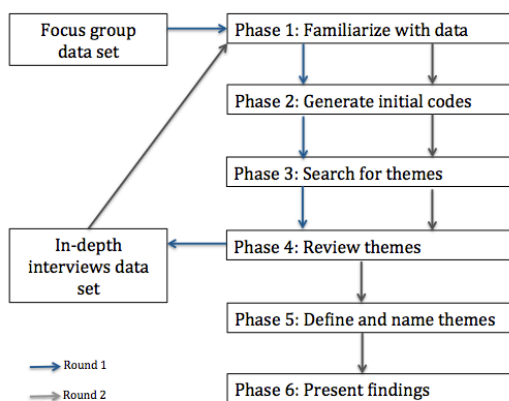 Focus group
data set
Phase 1: Familiarize with data
Phase 2: Generate initial codes
Phase 3: Search for themes
In-depth
interviews data
set
Phase 4: Review themes
Phase 5: Define and name themes
Phase 6: Present findings
Round 1
Round 2